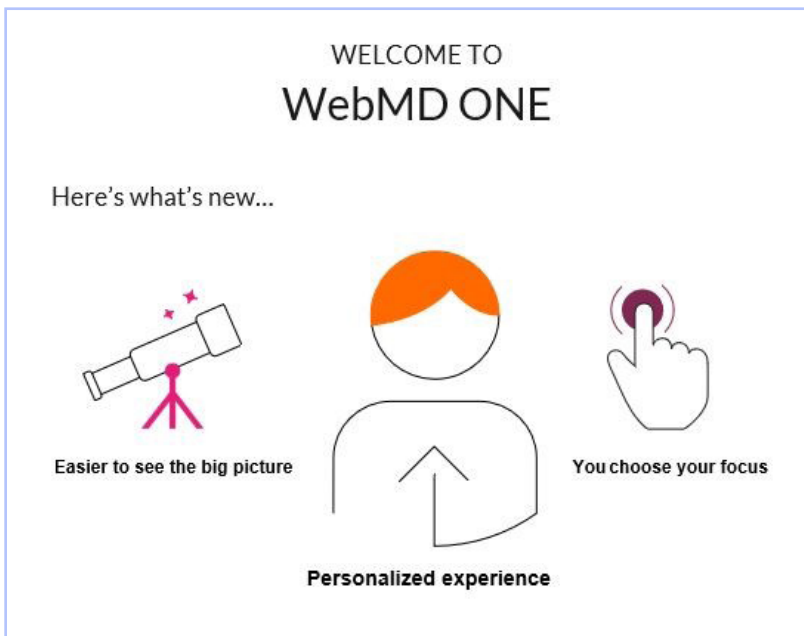 WELCOME TO
WebMD ONE
Here’s what’s new...
Easier to see the big picture
You choose your focus
Personalized experience